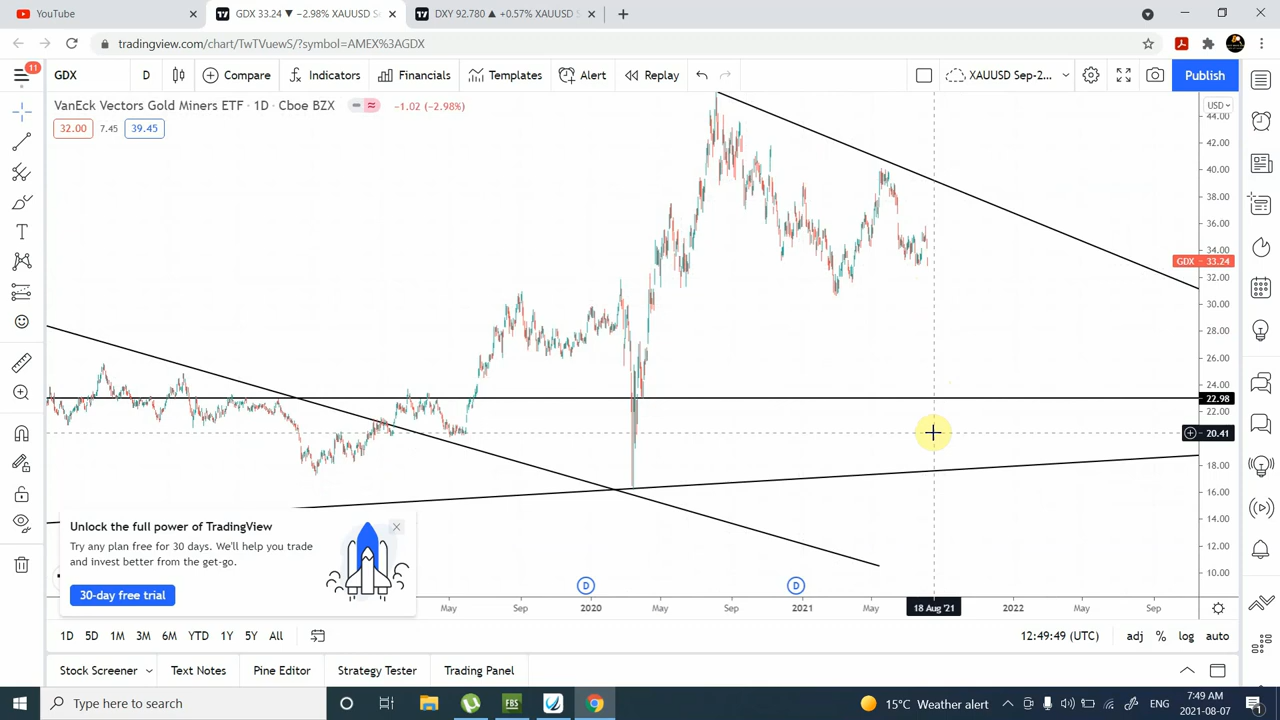 YouTube
GDX 33.24 ▼ −2.98% XAUUSD Se
DXY 92.780 ▲ +0.57% XAUUSD S
tradingview.com/chart/TwTVuewS/?symbol=AMEX%3AGDX
11
GDX
D
Compare
Indicators
Financials
Templates
Alert
Replay
XAUUSD Sep-2...
Publish
VanEck Vectors Gold Miners ETF · 1D · Cboe BZX
−1.02 (−2.98%)
32.00
7.45
39.45
USD
44.00
42.00
40.00
38.00
36.00
34.00
GDX
33.24
32.00
30.00
28.00
26.00
24.00
22.98
22.00
20.41
18.00
16.00
14.00
12.00
10.00
Unlock the full power of TradingView
Try any plan free for 30 days. We'll help you trade
and invest better from the get-go.
30-day free trial
D
D
May
Sep
2020
May
Sep
2021
May
18 Aug '21
2022
May
Sep
1D
5D
1M
3M
6M
YTD
1Y
5Y
All
12:49:49 (UTC)
adj
%
log
auto
Stock Screener
Text Notes
Pine Editor
Strategy Tester
Trading Panel
Type here to search
FBS
15°C Weather alert
ENG
7:49 AM
2021-08-07
1